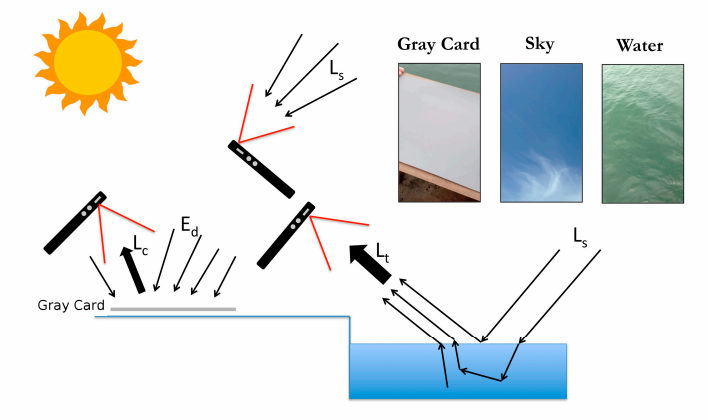 Gray Card
Sky
Water
Ls
Lc
Ed
Lt
Ls
Gray Card